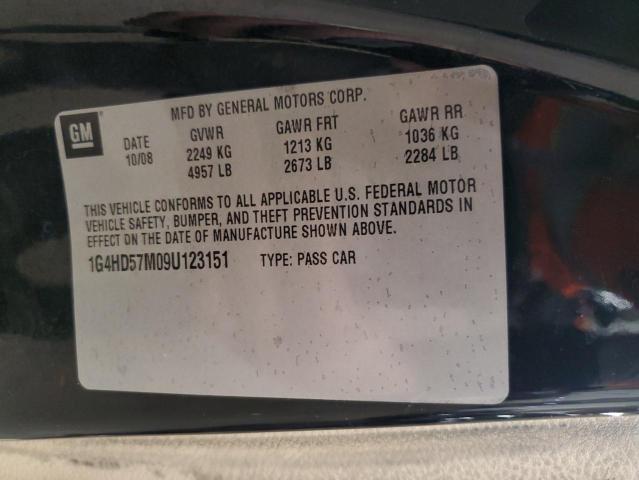 MFD BY GENERAL MOTORS CORP.
GM
DATE GVWR GAWR FRT GAWR RR
10/08 2249 KG 1213 KG 1036 KG
4957 LB 2673 LB 2284 LB
THIS VEHICLE CONFORMS TO ALL APPLICABLE U.S. FEDERAL MOTOR
VEHICLE SAFETY, BUMPER, AND THEFT PREVENTION STANDARDS IN
EFFECT ON THE DATE OF MANUFACTURE SHOWN ABOVE.
1G4HD57M09U123151 TYPE: PASS CAR